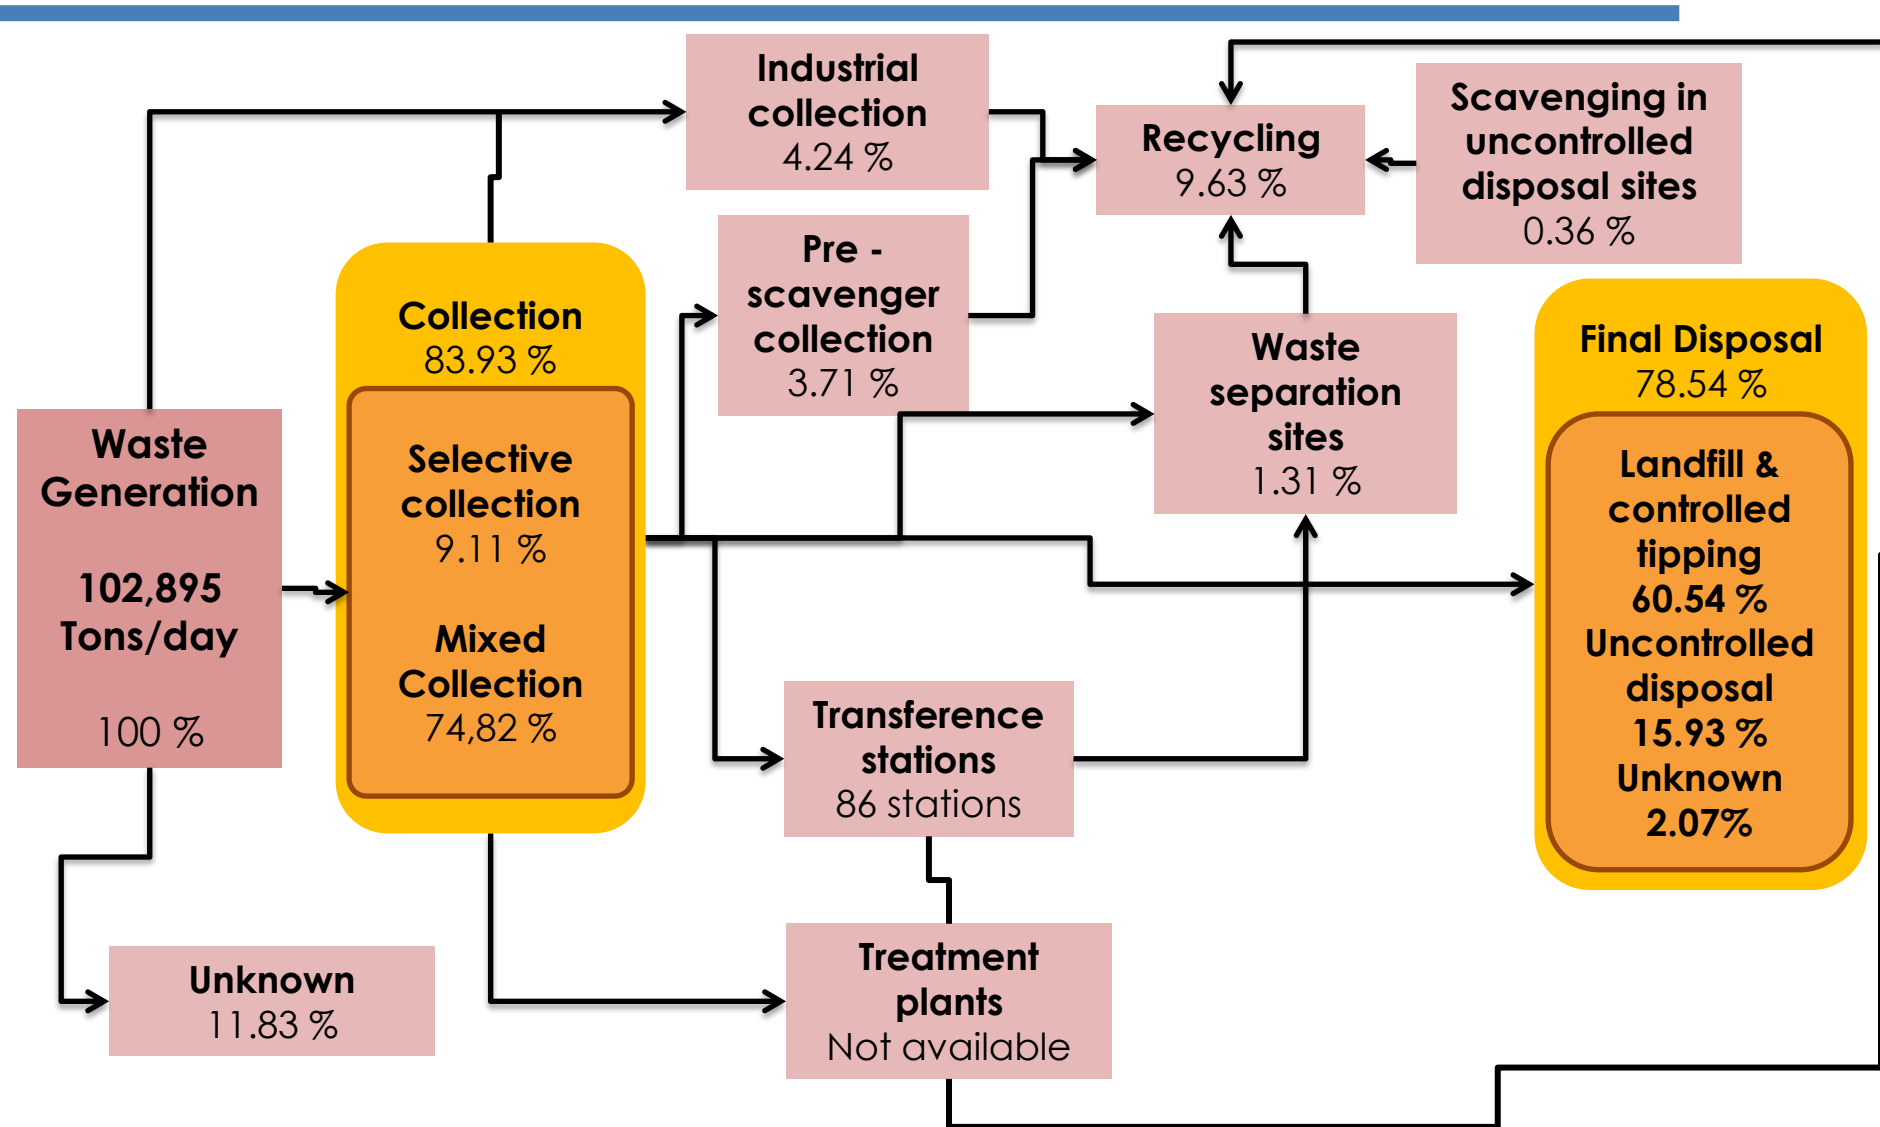 Industrial
collection
4.24 %
Recycling
9.63 %
Scavenging in
uncontrolled
disposal sites
0.36 %
Pre -
scavenger
collection
3.71 %
Collection
83.93 %
Selective
collection
9.11 %
Mixed
Collection
74,82 %
Waste
Generation
102,895
Tons/day
100 %
Waste
separation
sites
1.31 %
Final Disposal
78.54 %
Landfill &
controlled
tipping
60.54 %
Uncontrolled
disposal
15.93 %
Unknown
2.07%
Transference
stations
86 stations
Unknown
11.83 %
Treatment
plants
Not available